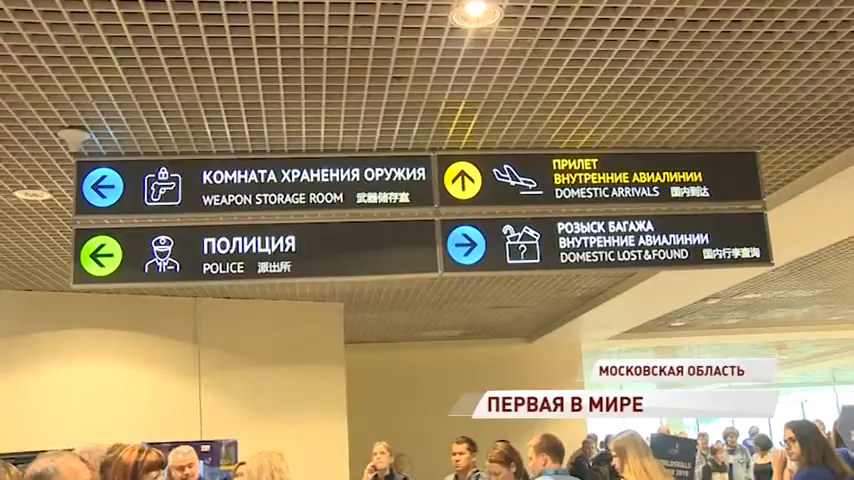 КОМНАТА ХРАНЕНИЯ ОРУЖИЯ
WEAPON STORAGE ROOM 武器储存室
ПОЛИЦИЯ
POLICE 派出所
ПРИЛЕТ
ВНУТРЕННИЕ АВИАЛИНИИ
DOMESTIC ARRIVALS 国内到达
РОЗЫСК БАГАЖА
ВНУТРЕННИЕ АВИАЛИНИИ
DOMESTIC LOST&FOUND 国内行李查询
МОСКОВСКАЯ ОБЛАСТЬ
ПЕРВАЯ В МИРЕ